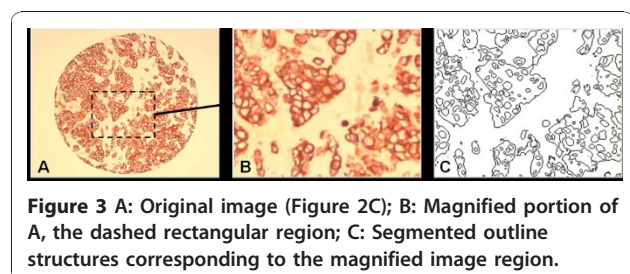 A
B
C
Figure 3 A: Original image (Figure 2C); B: Magnified portion of
A, the dashed rectangular region; C: Segmented outline
structures corresponding to the magnified image region.